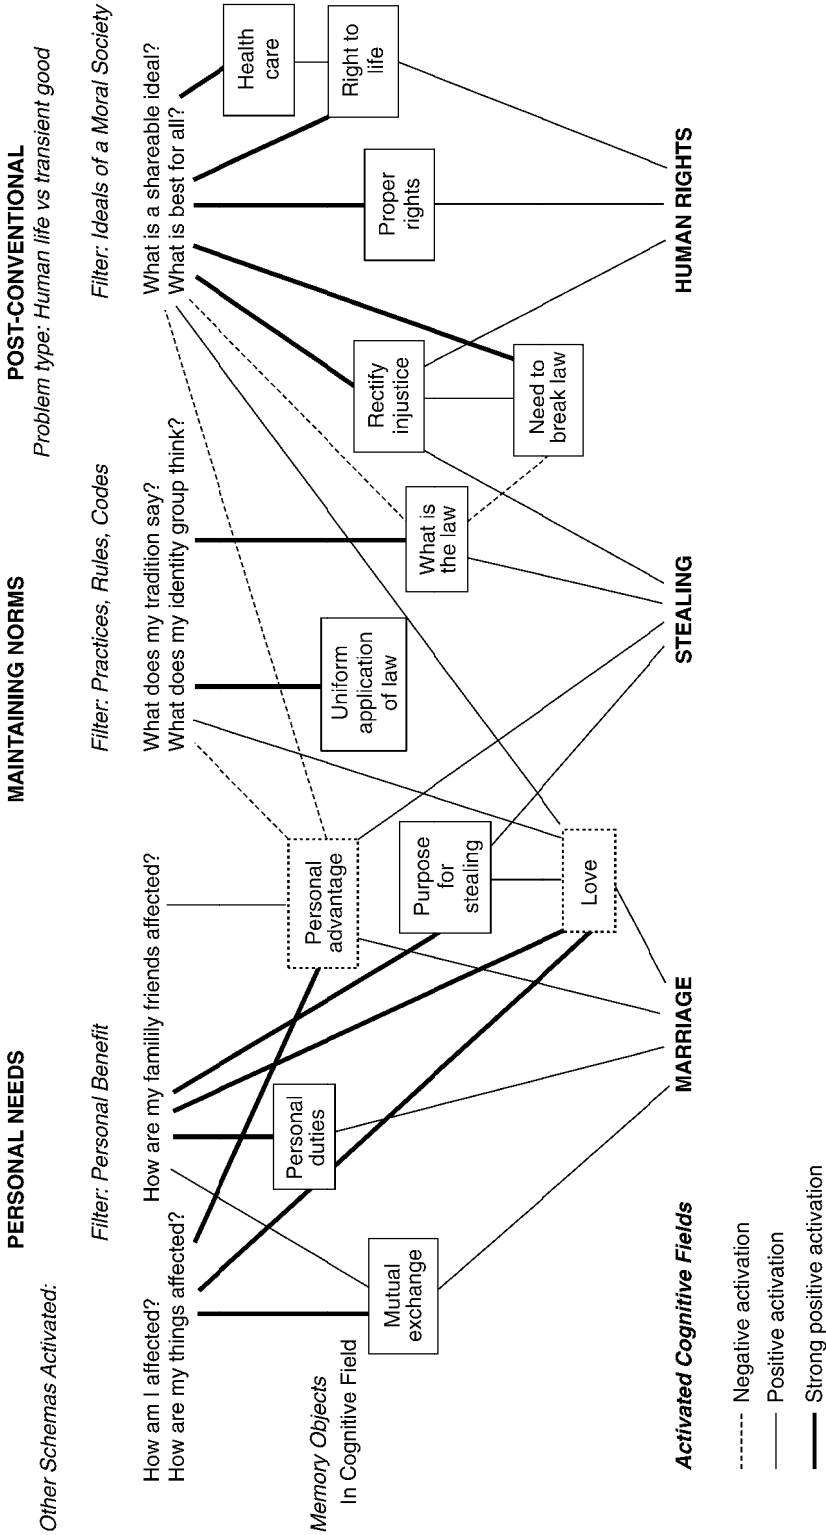 Other Schemas Activated:
PERSONAL NEEDS
MAINTAINING NORMS
POST-CONVENTIONAL
Problem type: Human life vs transient good
Filter: Personal Benefit
Filter: Practices, Rules, Codes
Filter: Ideals of a Moral Society
How am I affected?
How are my things affected?
How are my familily friends affected?
What does my tradition say?
What does my identity group think?
What is a shareable ideal?
What is best for all?
Memory Objects
In Cognitive Field
Mutual
exchange
Personal
duties
Personal
advantage
Purpose
for
stealing
Love
Uniform
application
of law
What is
the law
Rectify
injustice
Need to
break law
Proper
rights
Right to
life
Health
care
Activated Cognitive Fields
MARRIAGE
STEALING
HUMAN RIGHTS
Negative activation
Positive activation
Strong positive activation